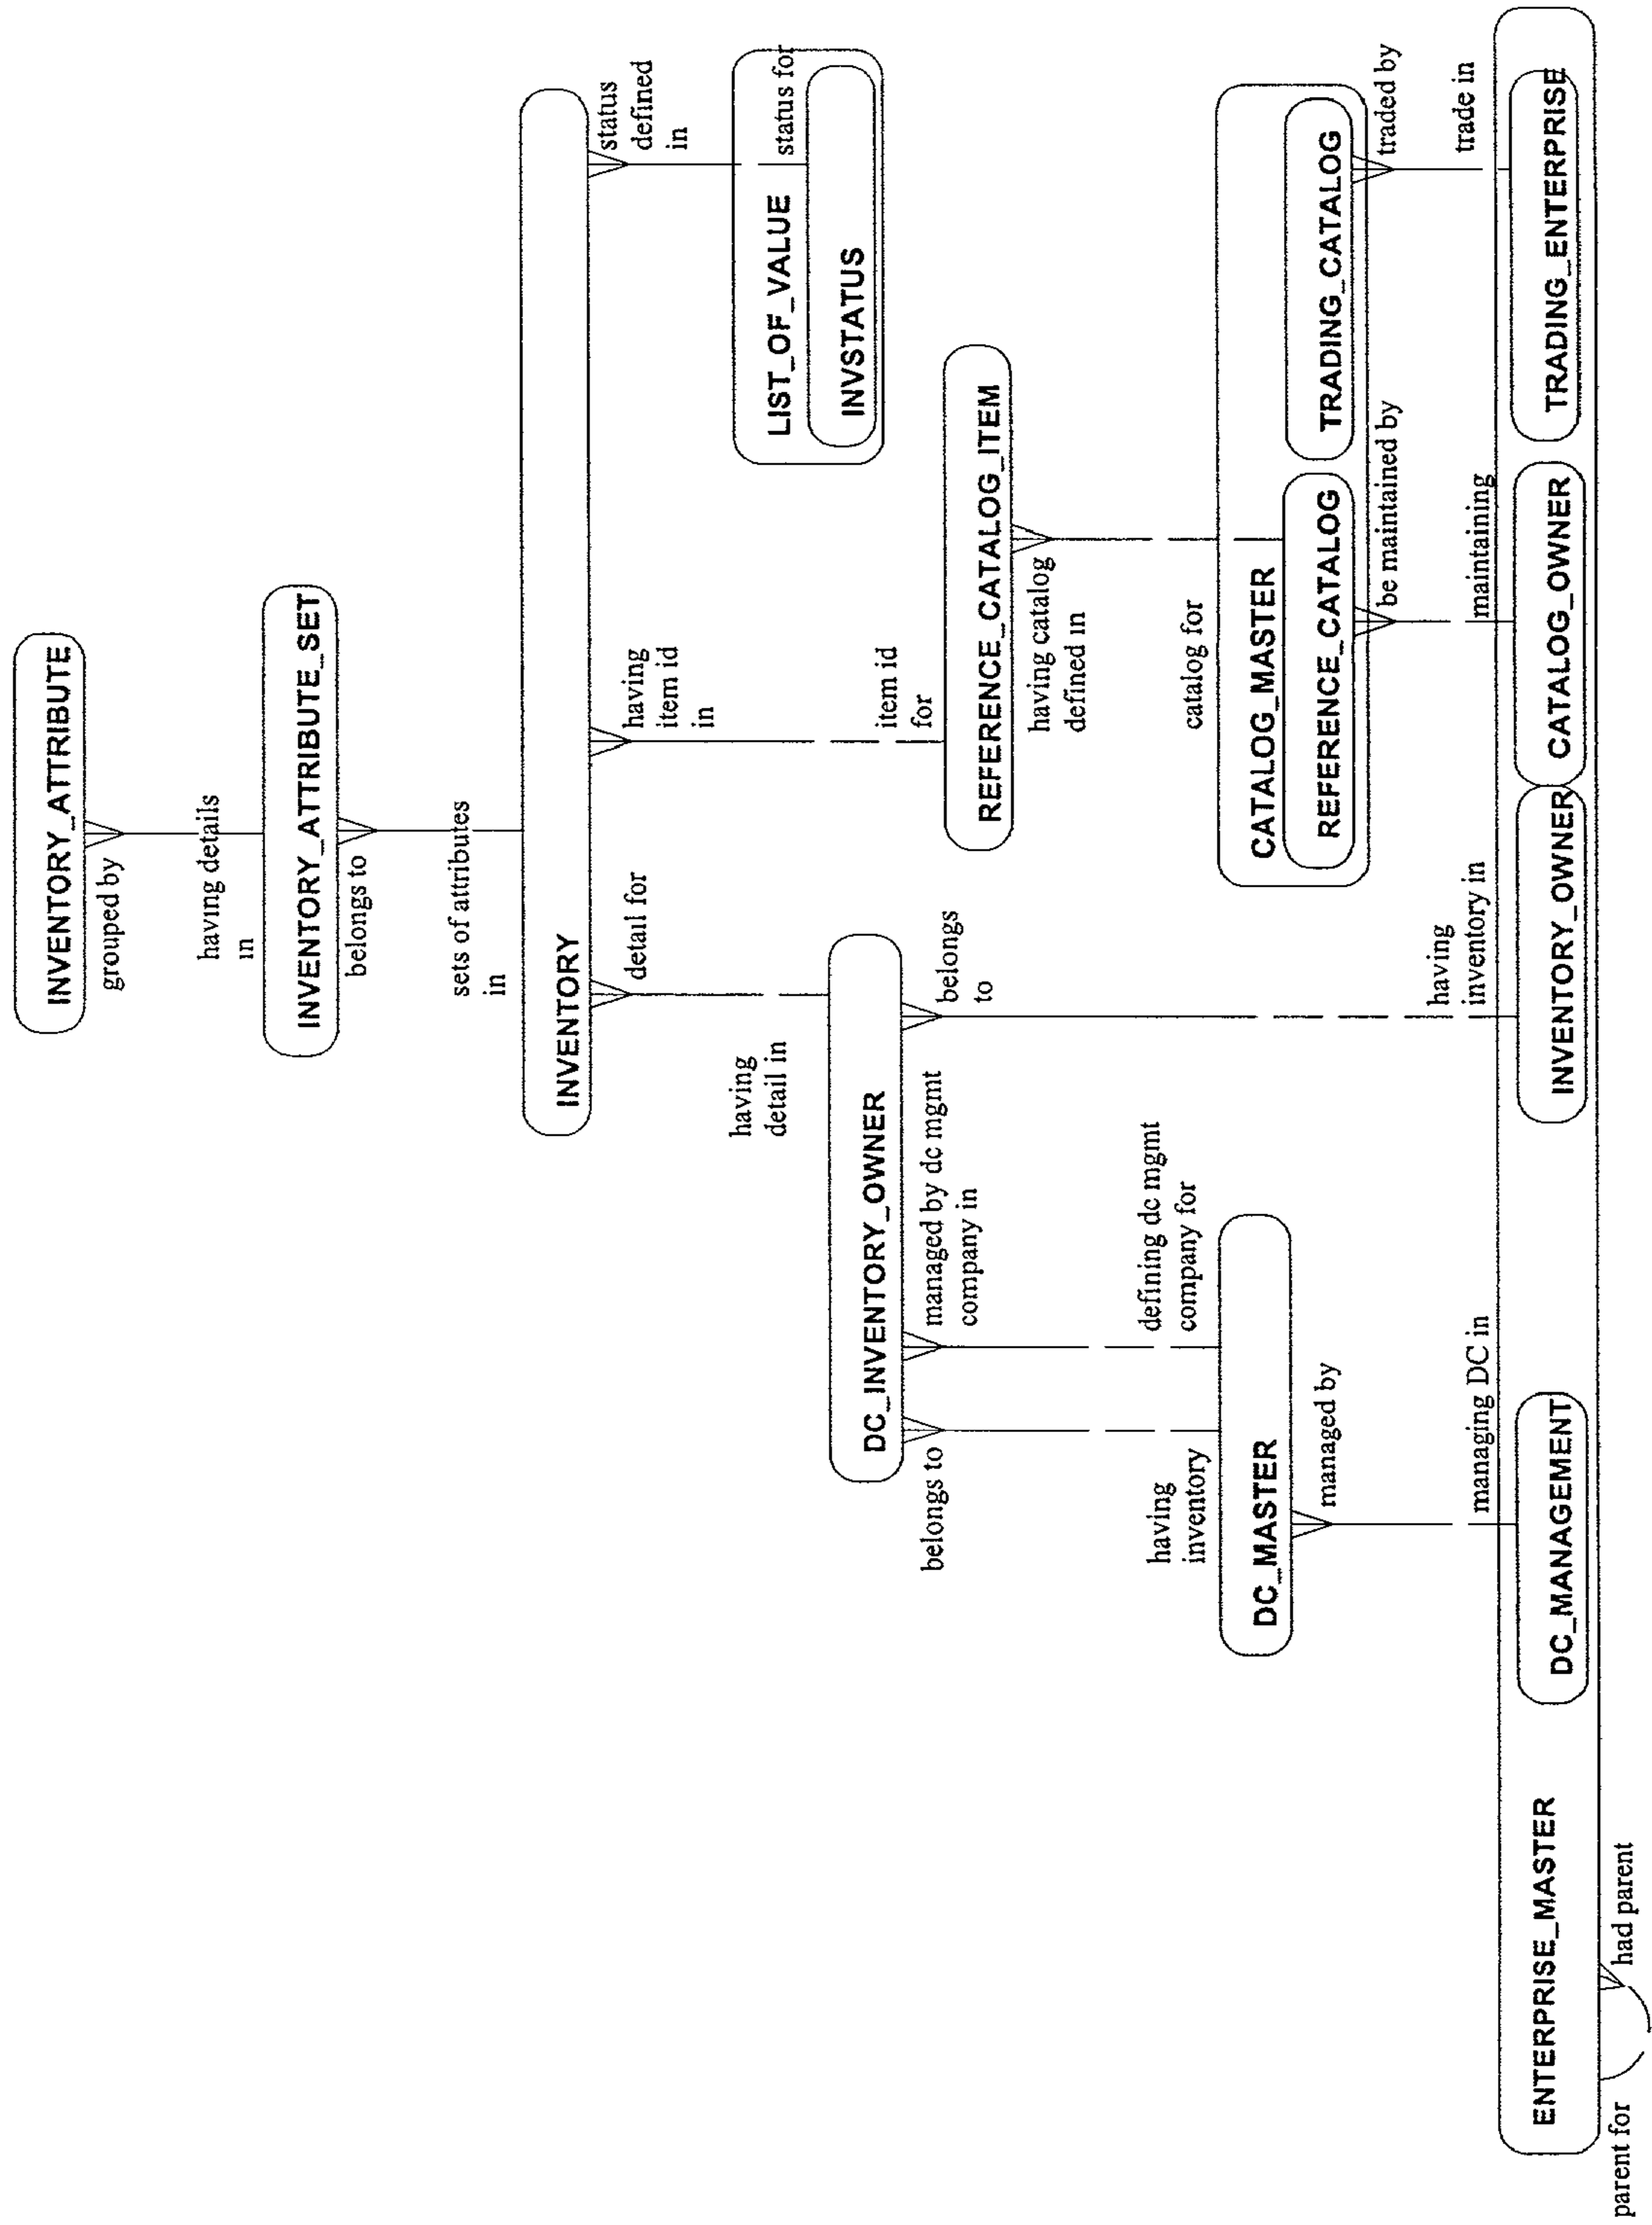 INVENTORY_ATTRIBUTE
grouped by
having details
in
INVENTORY_ATTRIBUTE_SET
belongs to
sets of attributes
in
INVENTORY
detail for
having
item id
in
status
defined
in
having
detail in
item id
for
status for
LIST_OF_VALUE
INVSTATUS
DC_INVENTORY_OWNER
belongs to
managed by dc mgmt
company in
belongs
to
REFERENCE_CATALOG_ITEM
having catalog
defined in
having
inventory
defining dc mgmt
company for
catalog for
DC_MASTER
managed by
CATALOG_MASTER
REFERENCE_CATALOG
TRADING_CATALOG
be maintained by
traded by
managing DC in
having
inventory in
maintaining
trade in
ENTERPRISE_MASTER
DC_MANAGEMENT
INVENTORY_OWNER
CATALOG_OWNER
TRADING_ENTERPRISE
parent for
had parent